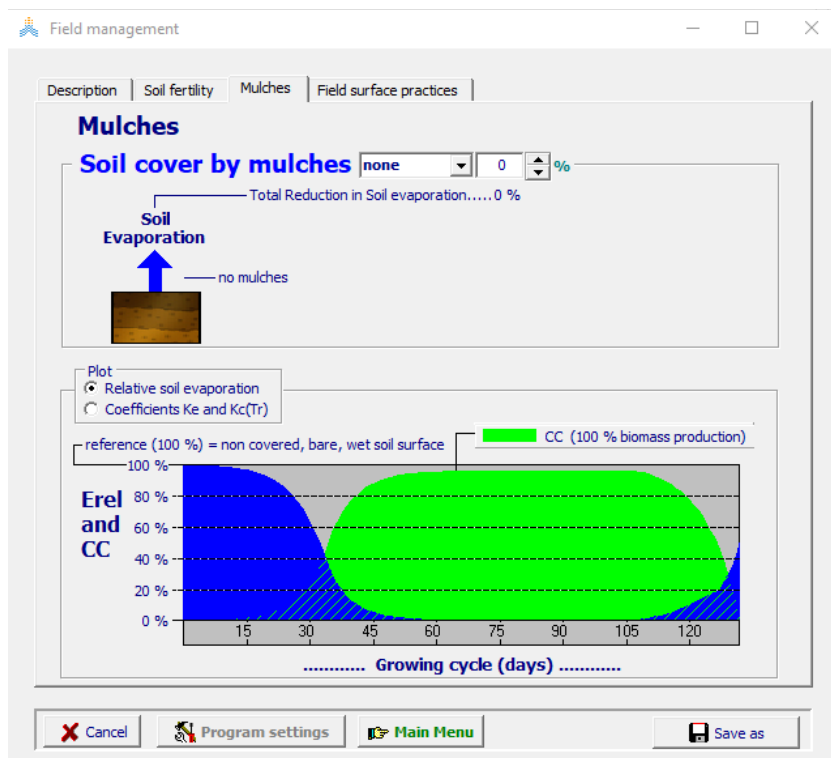 Field management
Description Soil fertility Mulches Field surface practices
Mulches
Soil cover by mulches none 0 %
Total Reduction in Soil evaporation.....0 %
Soil
Evaporation
no mulches
Plot
Relative soil evaporation
Coefficients Ke and Kc(Tr)
reference (100 %) = non covered, bare, wet soil surface
CC (100 % biomass production)
100 %
Erel
and
CC
80 %
60 %
40 %
20 %
0 %
15 30 45 60 75 90 105 120
............ Growing cycle (days) ............
Cancel Program settings Main Menu Save as